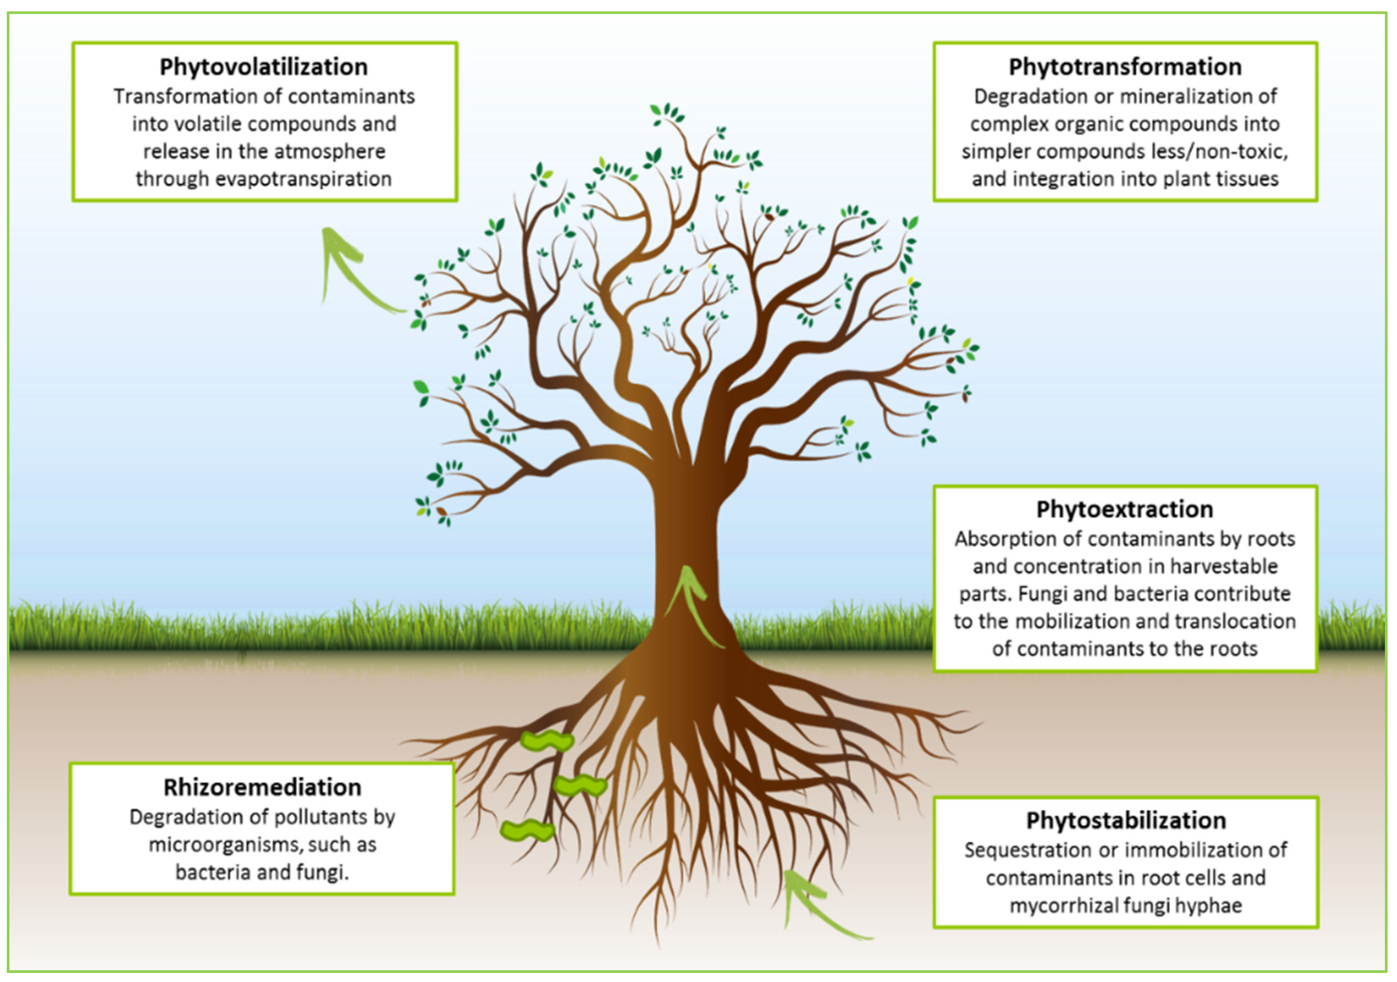 Phytovolatilization
Transformation of contaminants
into volatile compounds and
release in the atmosphere
through evapotranspiration
Phytotransformation
Degradation or mineralization of
complex organic compounds into
simpler compounds less/non-toxic,
and integration into plant tissues
Phytoextraction
Absorption of contaminants by roots
and concentration in harvestable
parts. Fungi and bacteria contribute
to the mobilization and translocation
of contaminants to the roots
Rhizoremediation
Degradation of pollutants by
microorganisms, such as
bacteria and fungi.
Phytostabilization
Sequestration or immobilization of
contaminants in root cells and
mycorrhizal fungi hyphae